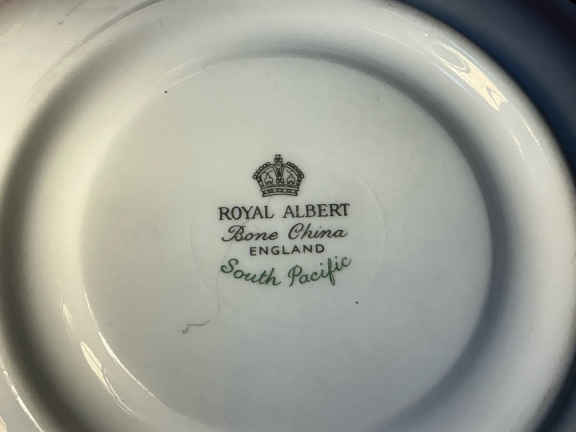 ROYAL ALBERT
Bone China
ENGLAND
South Pacific